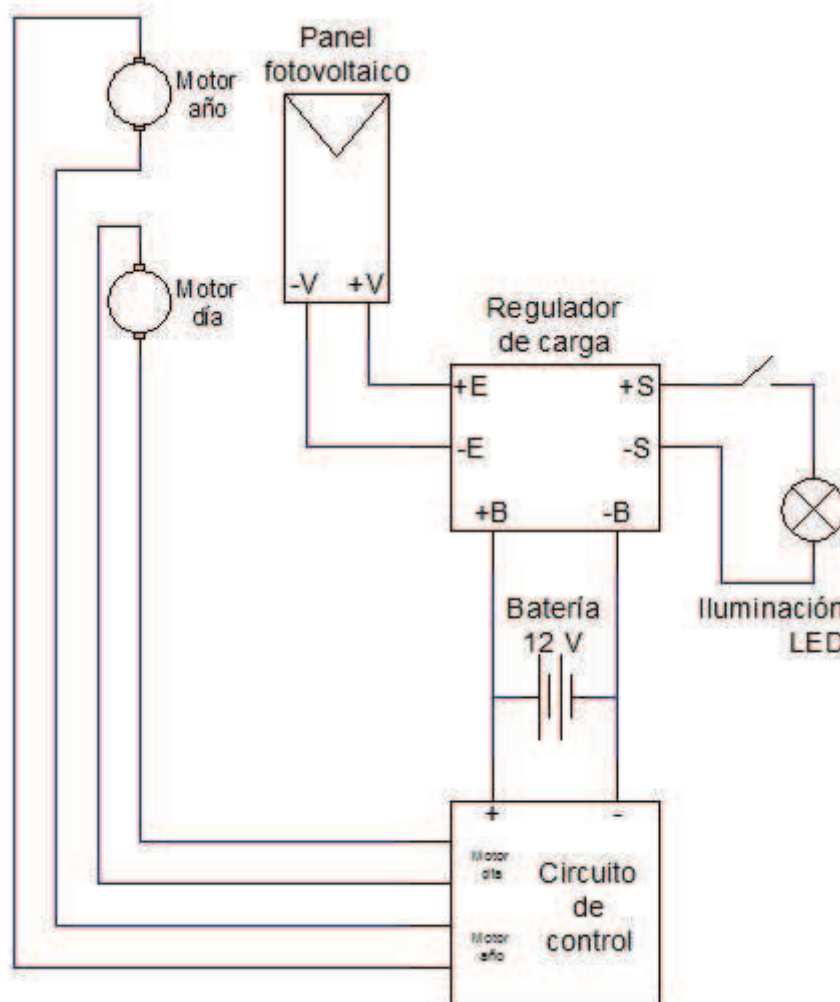 Motor
año
Panel
fotovoltaico
Motor
día
-V +V
Regulador
de carga
+E +S
-E -S
+B -B
Batería
12 V
Iluminación
LED
+ -
Motor
día
Circuito
de
control
Motor
año